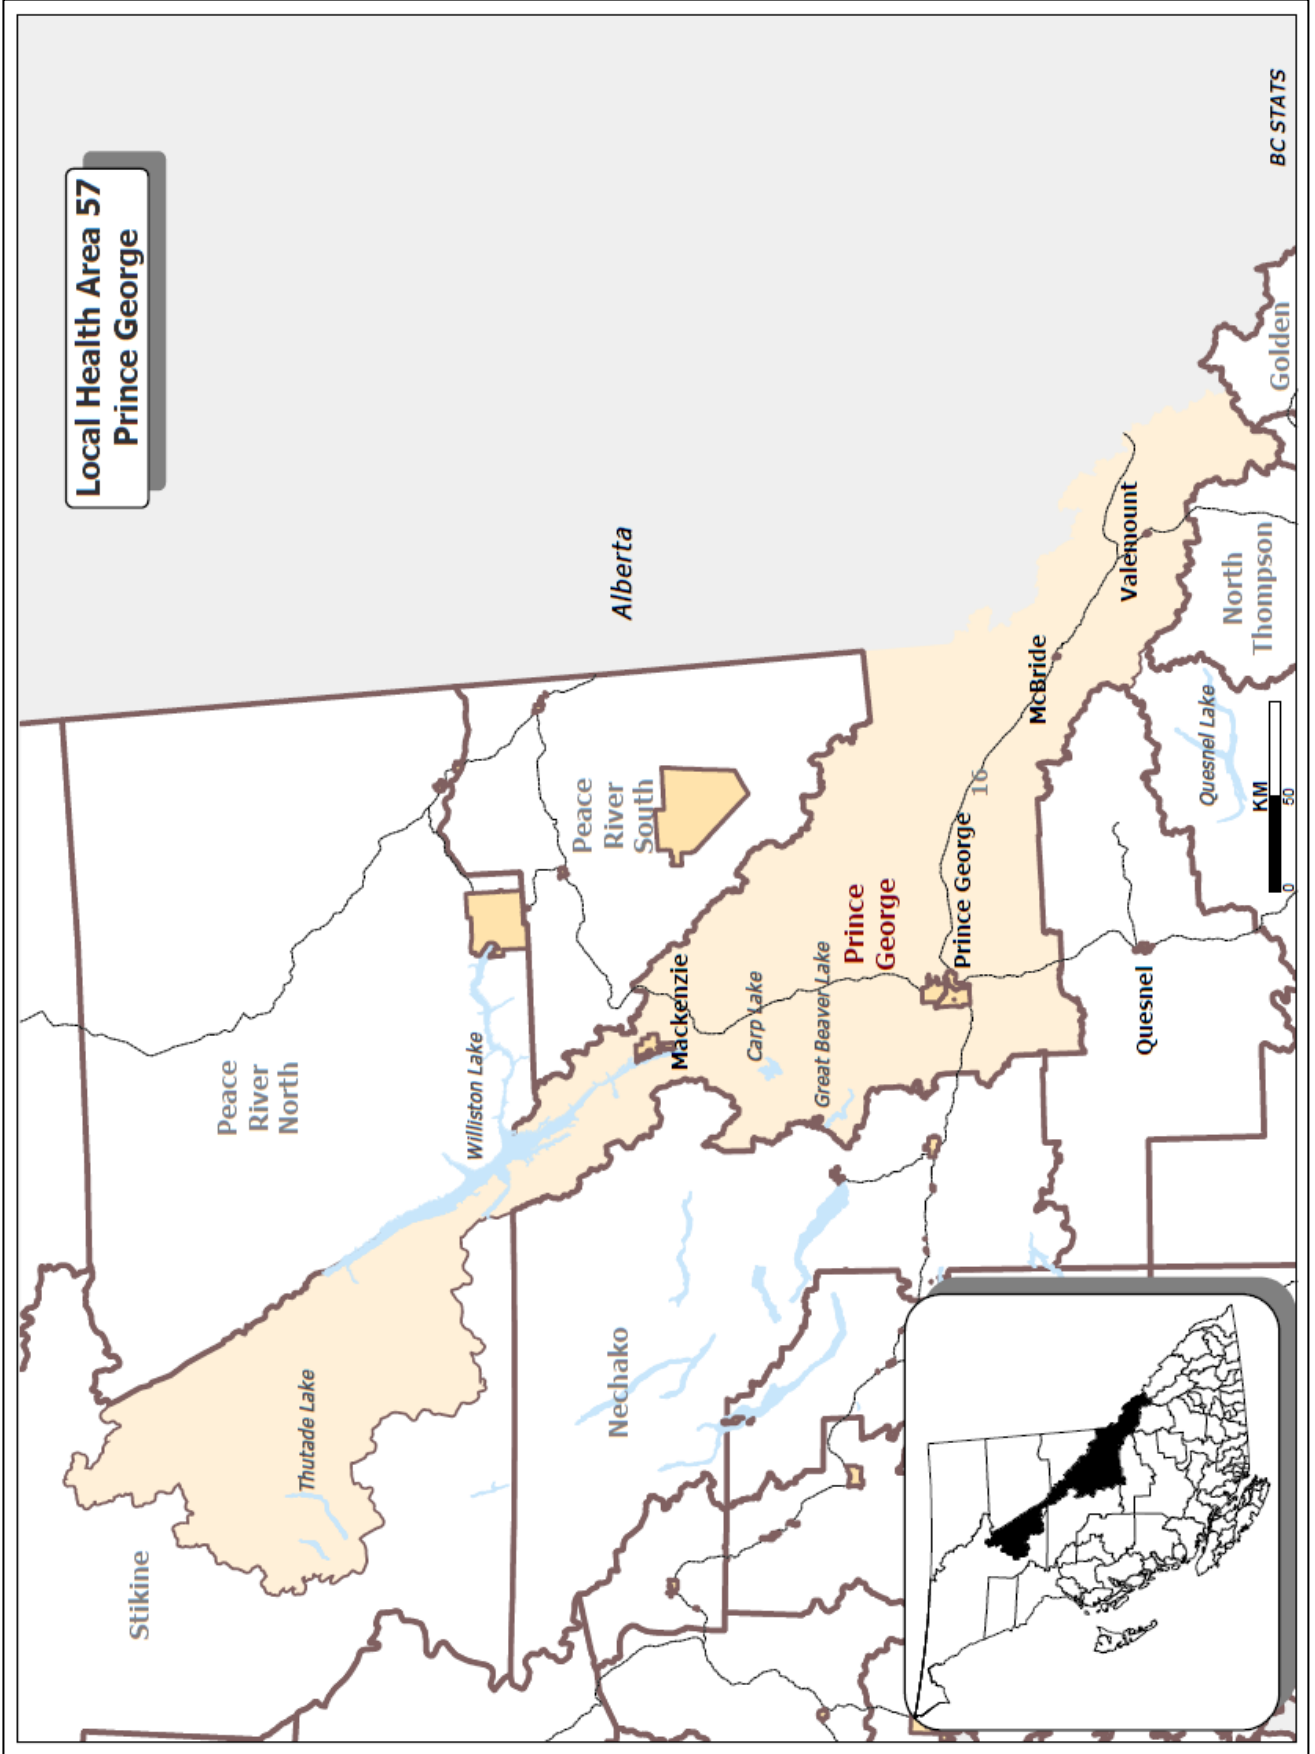 Local Health Area 57
Prince George
Stikine
Thutade Lake
Peace
River
North
Williston Lake
Nechako
Peace
River
South
Alberta
Mackenzie
Carp Lake
Great Beaver Lake
Prince
George
Prince George
16
McBride
Valemount
Quesnel
Quesnel Lake
North
Thompson
Golden
KM
0
50
BC STATS